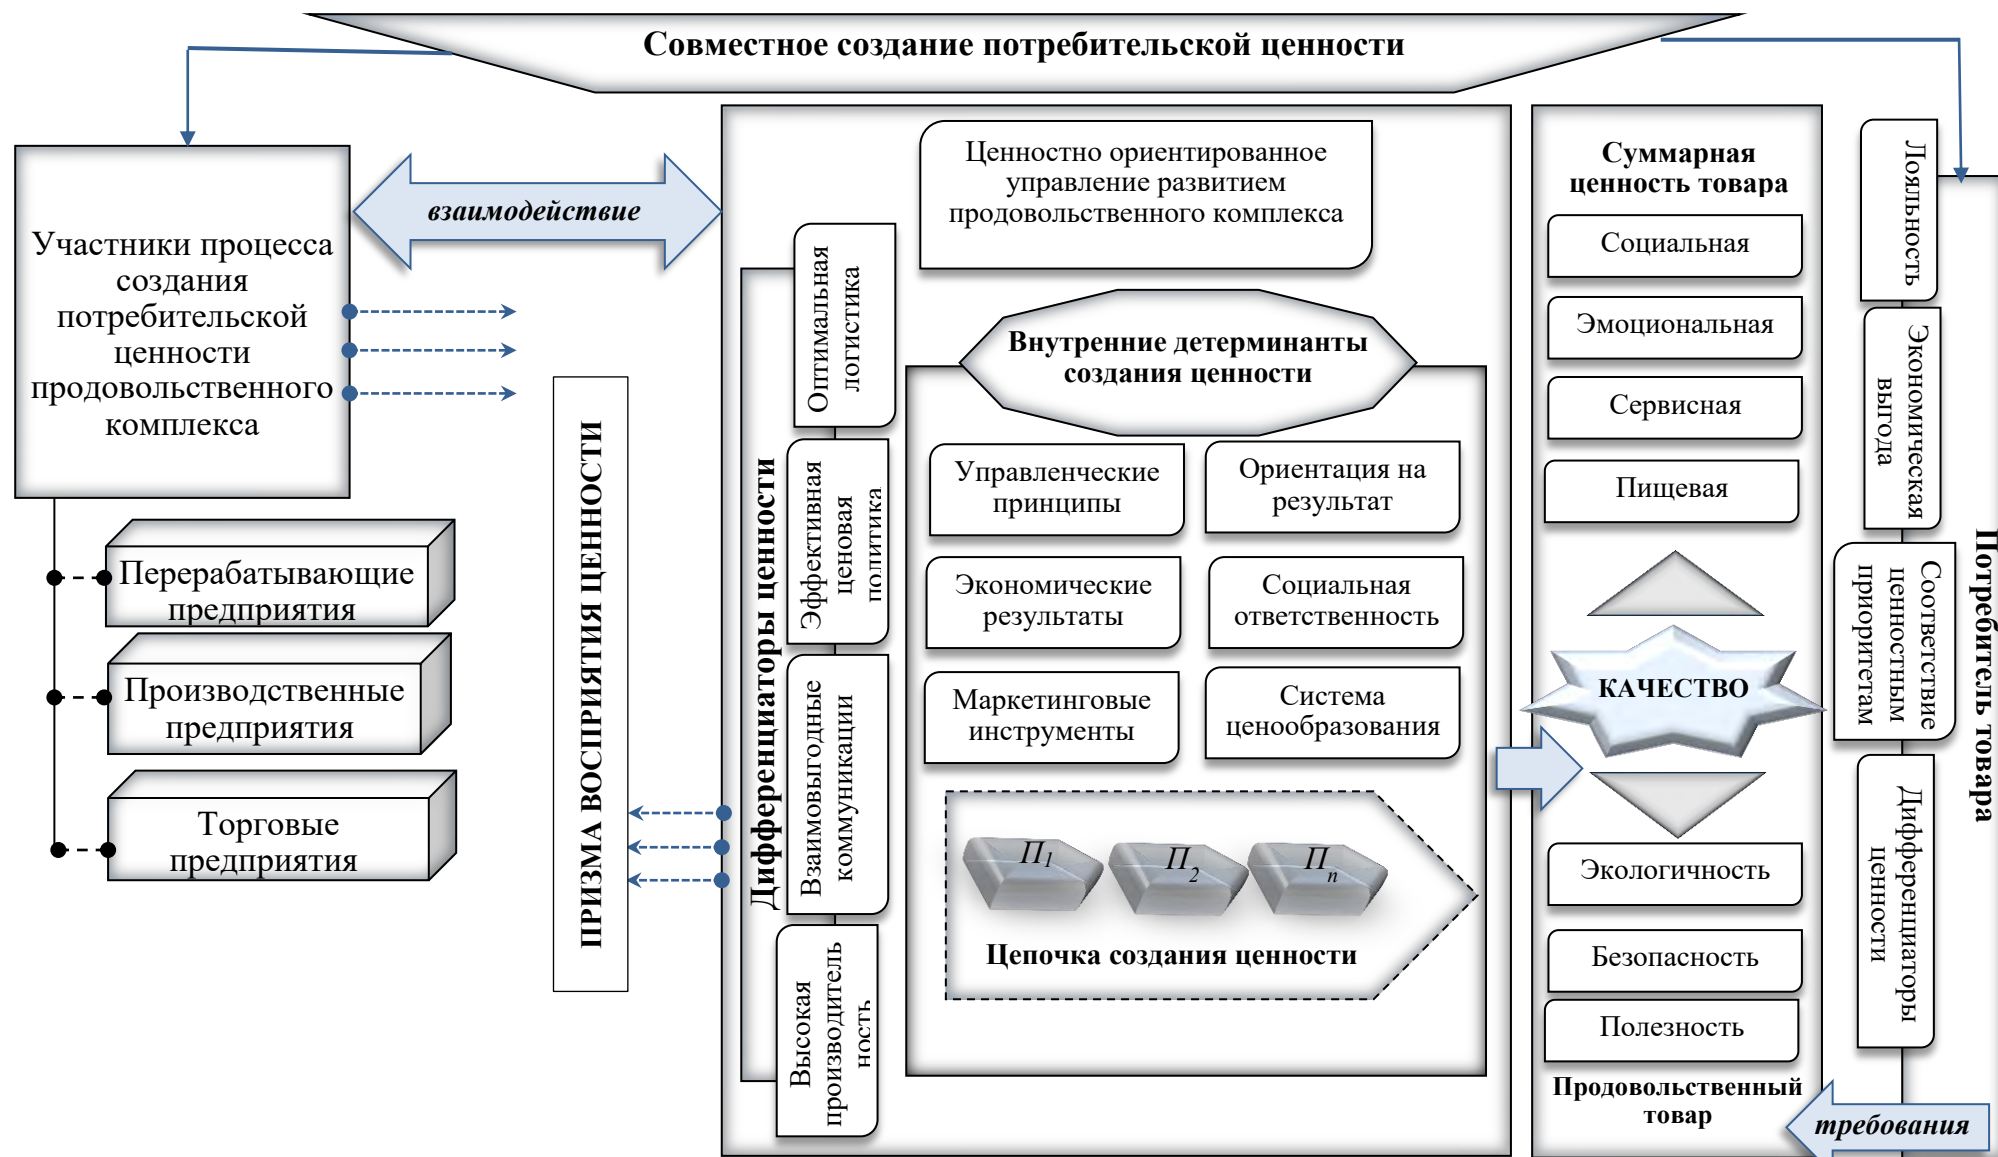 Совместное создание потребительской ценности
Участники процесса
создания
потребительской
ценности
продовольственного
комплекса
взаимодействие
Перерабатывающие
предприятия
Производственные
предприятия
Торговые
предприятия
ПРИЗМА ВОСПРИЯТИЯ ЦЕННОСТИ
Дифференциаторы ценности
Оптимальная
логистика
Эффективная
ценовая
политика
Взаимовыгодные
коммуникации
Высокая
производитель
ность
Ценностно ориентированное
управление развитием
продовольственного комплекса
Внутренние детерминанты
создания ценности
Управленческие
принципы
Ориентация на
результат
Экономические
результаты
Социальная
ответственность
Маркетинговые
инструменты
Система
ценообразования
П1
П2
Пn
Цепочка создания ценности
Суммарная
ценность товара
Социальная
Эмоциональная
Сервисная
Пищевая
КАЧЕСТВО
Экологичность
Безопасность
Полезность
Продовольственный
товар
Лояльность
Экономическая
выгода
Соответствие
ценностным
приоритетам
Дифференциаторы
ценности
Потребитель товара
требования